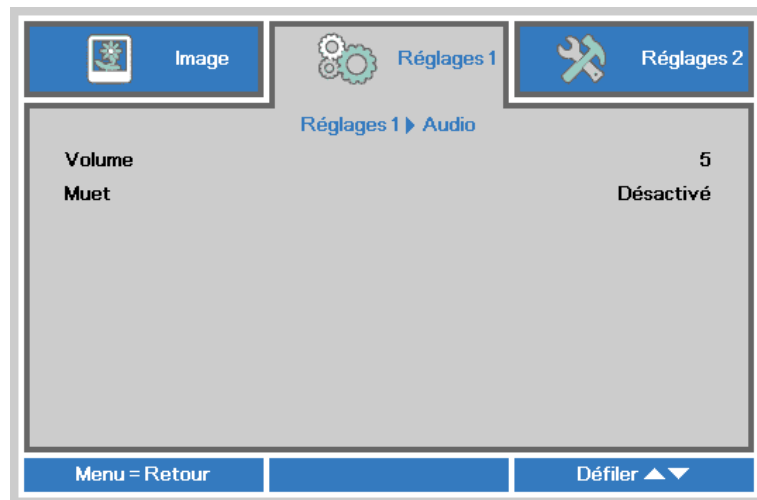 Image
Réglages 1
Réglages 2
Réglages 1 ▶ Audio
Volume 5
Muet Désactivé
Menu = Retour
Défiler ▲▼